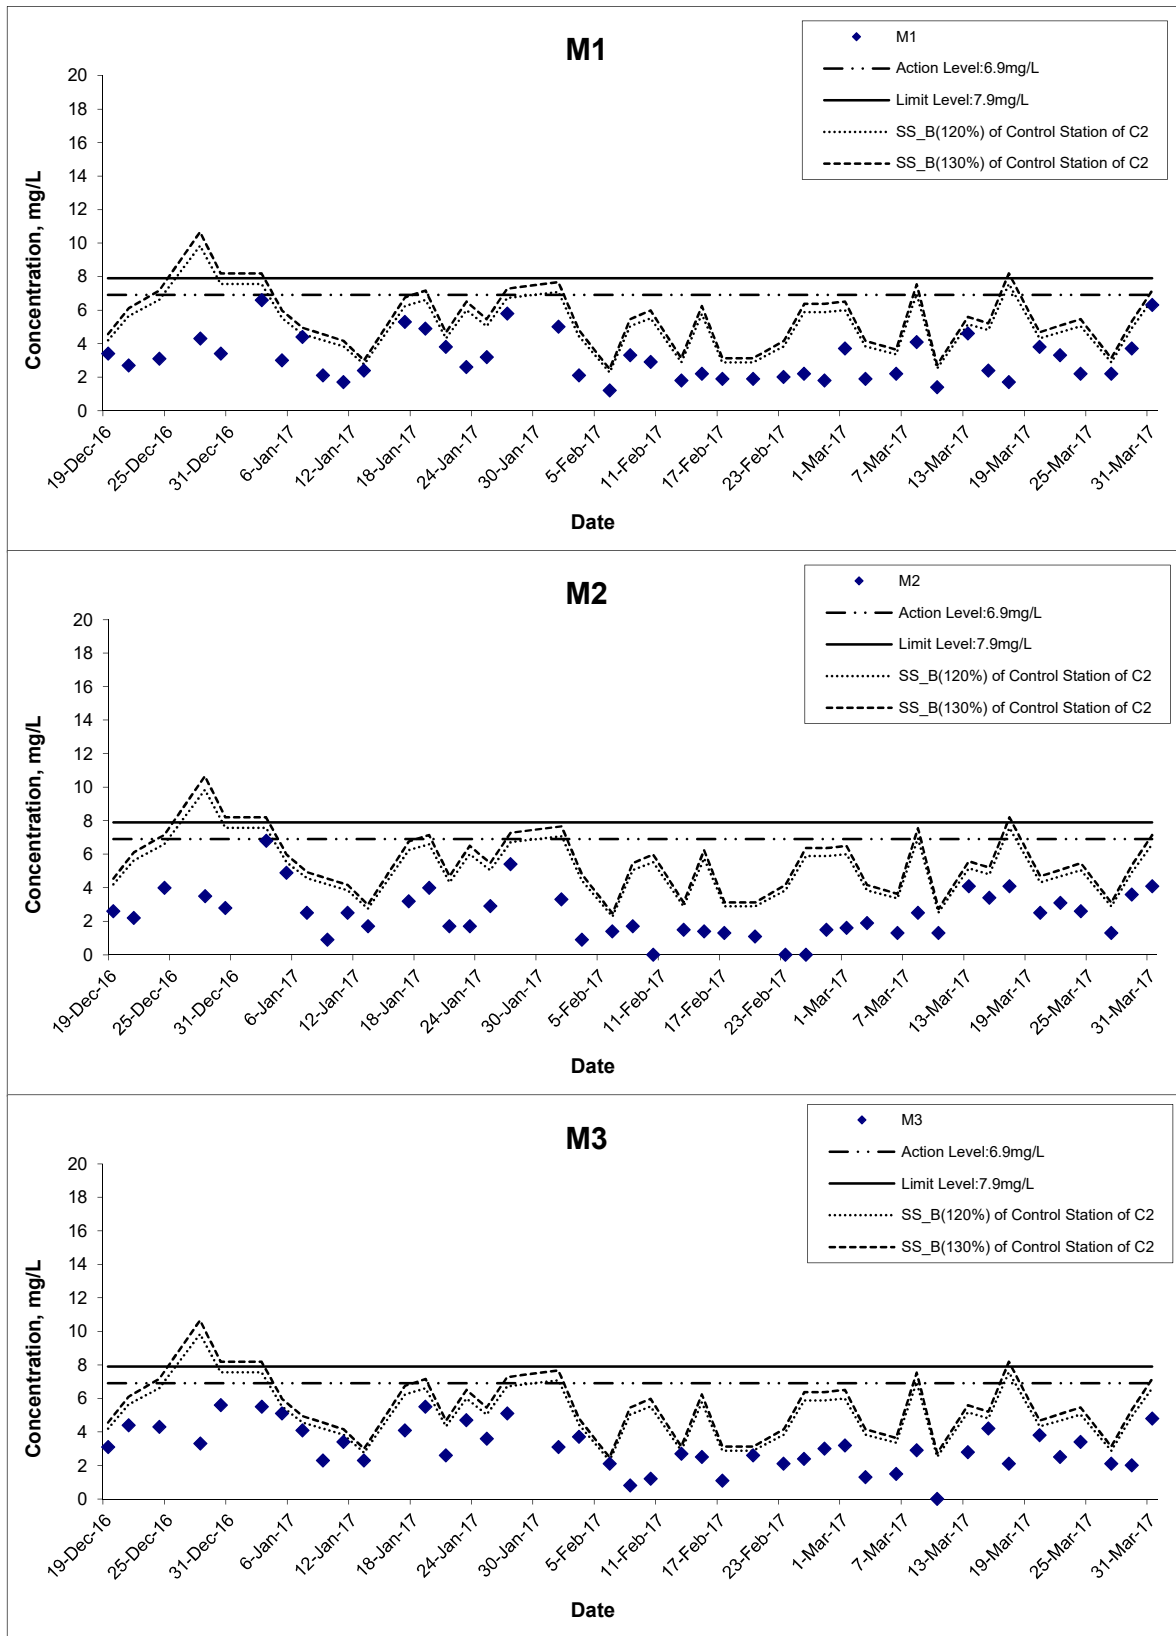 M1
M1
Action Level:6.9mg/L
Limit Level:7.9mg/L
SS_B(120%) of Control Station of C2
SS_B(130%) of Control Station of C2
Concentration, mg/L
20
18
16
14
12
10
8
6
4
2
0
19-Dec-16
25-Dec-16
31-Dec-16
6-Jan-17
12-Jan-17
18-Jan-17
24-Jan-17
30-Jan-17
5-Feb-17
11-Feb-17
17-Feb-17
23-Feb-17
1-Mar-17
7-Mar-17
13-Mar-17
19-Mar-17
25-Mar-17
31-Mar-17
Date
M2
M2
Action Level:6.9mg/L
Limit Level:7.9mg/L
SS_B(120%) of Control Station of C2
SS_B(130%) of Control Station of C2
Concentration, mg/L
20
18
16
14
12
10
8
6
4
2
0
19-Dec-16
25-Dec-16
31-Dec-16
6-Jan-17
12-Jan-17
18-Jan-17
24-Jan-17
30-Jan-17
5-Feb-17
11-Feb-17
17-Feb-17
23-Feb-17
1-Mar-17
7-Mar-17
13-Mar-17
19-Mar-17
25-Mar-17
31-Mar-17
Date
M3
M3
Action Level:6.9mg/L
Limit Level:7.9mg/L
SS_B(120%) of Control Station of C2
SS_B(130%) of Control Station of C2
Concentration, mg/L
20
18
16
14
12
10
8
6
4
2
0
19-Dec-16
25-Dec-16
31-Dec-16
6-Jan-17
12-Jan-17
18-Jan-17
24-Jan-17
30-Jan-17
5-Feb-17
11-Feb-17
17-Feb-17
23-Feb-17
1-Mar-17
7-Mar-17
13-Mar-17
19-Mar-17
25-Mar-17
31-Mar-17
Date